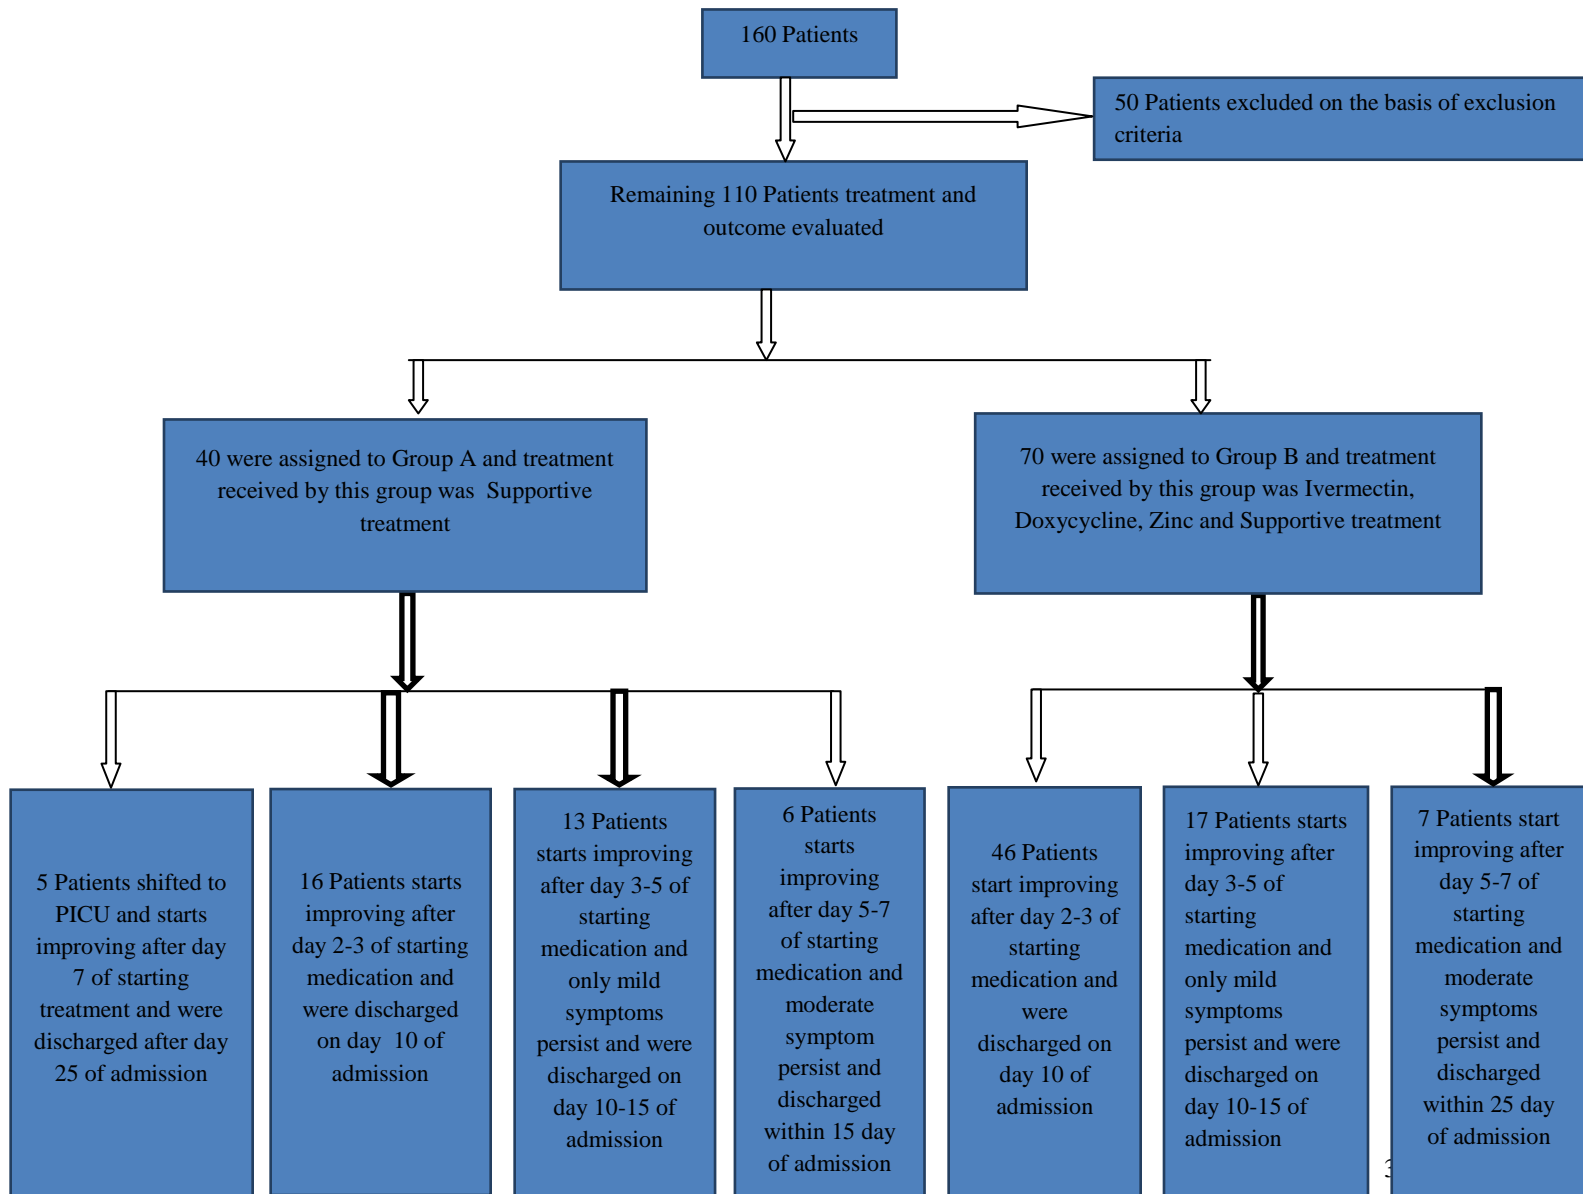 160 Patients
50 Patients excluded on the basis of exclusion
criteria
Remaining 110 Patients treatment and
outcome evaluated
40 were assigned to Group A and treatment
received by this group was Supportive
treatment
70 were assigned to Group B and treatment
received by this group was Ivermectin,
Doxycycline, Zinc and Supportive treatment
5 Patients shifted to
PICU and starts
improving after day
7 of starting
treatment and were
discharged after day
25 of admission
16 Patients starts
improving after
day 2-3 of starting
medication and
were discharged
on day 10 of
admission
13 Patients
starts improving
after day 3-5 of
starting
medication and
only mild
symptoms
persist and were
discharged on
day 10-15 of
admission
6 Patients
starts
improving
after day 5-7
of starting
medication and
moderate
symptom
persist and
discharged
within 15 day
of admission
46 Patients
start improving
after day 2-3 of
starting
medication and
were
discharged on
day 10 of
admission
17 Patients starts
improving after
day 3-5 of
starting
medication and
only mild
symptoms
persist and were
discharged on
day 10-15 of
admission
7 Patients start
improving after
day 5-7 of
starting
medication and
moderate
symptoms
persist and
discharged
within 25 day
of admission